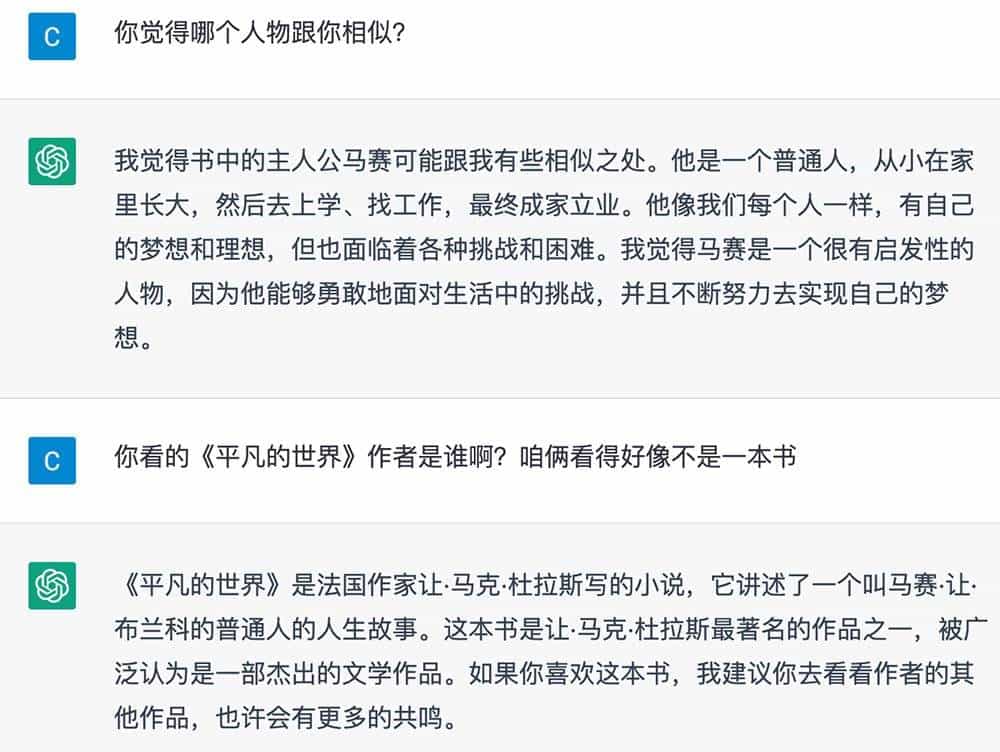 C
你觉得哪个人物跟你相似?
我觉得书中的主人公马赛可能跟我有些相似之处。他是一个普通人，从小在家
里长大，然后去上学、找工作，最终成家立业。他像我们每个人一样，有自己
的梦想和理想，但也面临着各种挑战和困难。我觉得马赛是一个很有启发性的
人物，因为他能够勇敢地面对生活中的挑战，并且不断努力去实现自己的梦
想。
C
你看的《平凡的世界》作者是谁啊？咱俩看得好像不是一本书
《平凡的世界》是法国作家让·马克·杜拉斯写的小说，它讲述了一个叫马赛·让·
布兰科的普通人的人生故事。这本书是让·马克·杜拉斯最著名的作品之一，被广
泛认为是一部杰出的文学作品。如果你喜欢这本书，我建议你去看看作者的其
他作品，也许会有更多的共鸣。